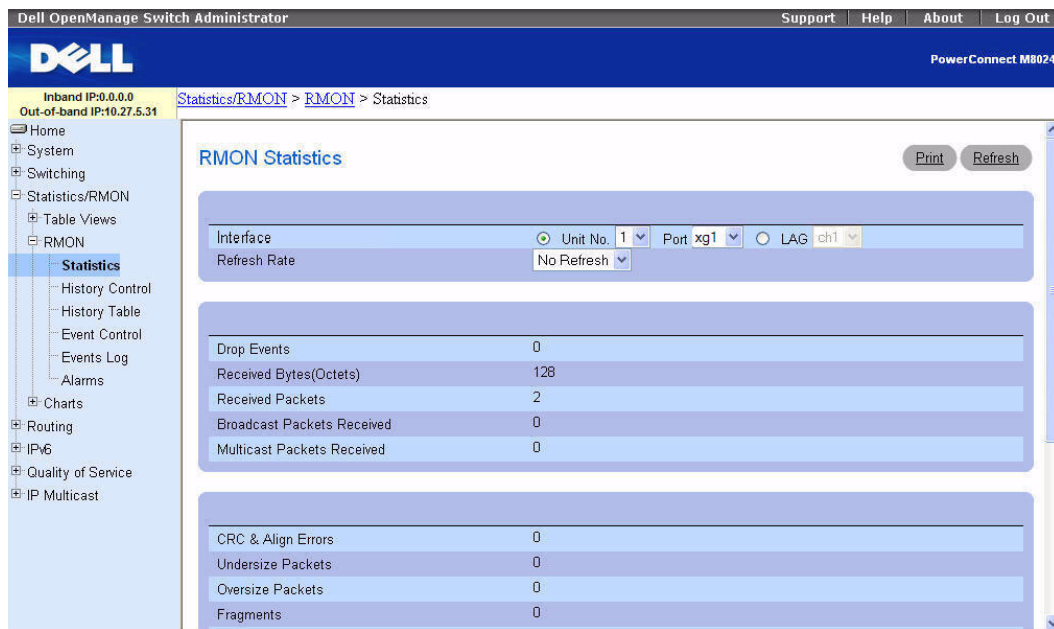 Dell OpenManage Switch Administrator Support Help About Log Out
DELL
PowerConnect M8024
Inband IP:0.0.0.0
Out-of-band IP:10.27.5.31
Statistics/RMON > RMON > Statistics
Home
System
Switching
Statistics/RMON
Table Views
RMON
Statistics
History Control
History Table
Event Control
Events Log
Alarms
Charts
Routing
IPv6
Quality of Service
IP Multicast
RMON Statistics
Print Refresh
Interface Unit No. 1 Port xg1 LAG ch1
Refresh Rate No Refresh
Drop Events 0
Received Bytes(Octets) 128
Received Packets 2
Broadcast Packets Received 0
Multicast Packets Received 0
CRC & Align Errors 0
Undersize Packets 0
Oversize Packets 0
Fragments 0